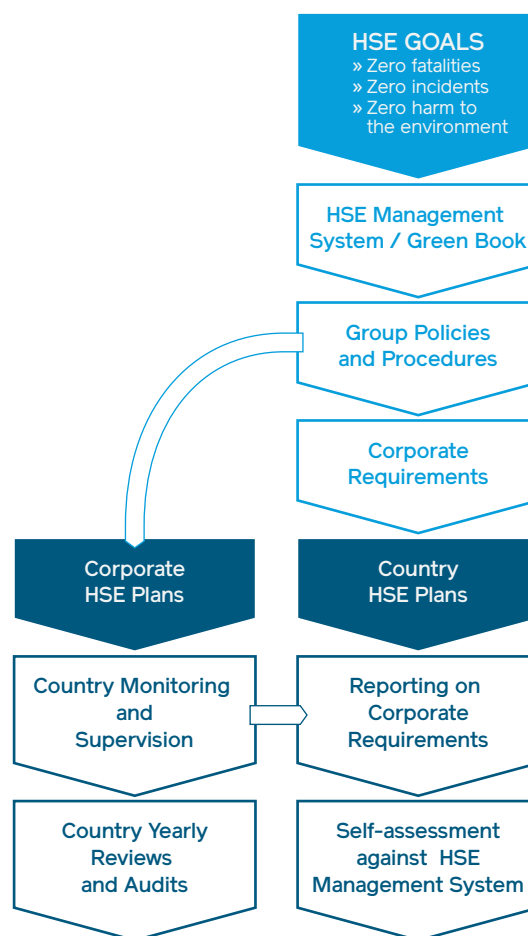 HSE GOALS
» Zero fatalities
» Zero incidents
» Zero harm to
the environment
HSE Management
System / Green Book
Group Policies
and Procedures
Corporate
Requirements
Corporate
HSE Plans
Country
HSE Plans
Country Monitoring
and
Supervision
Reporting on
Corporate
Requirements
Country Yearly
Reviews
and Audits
Self-assessment
against HSE
Management System